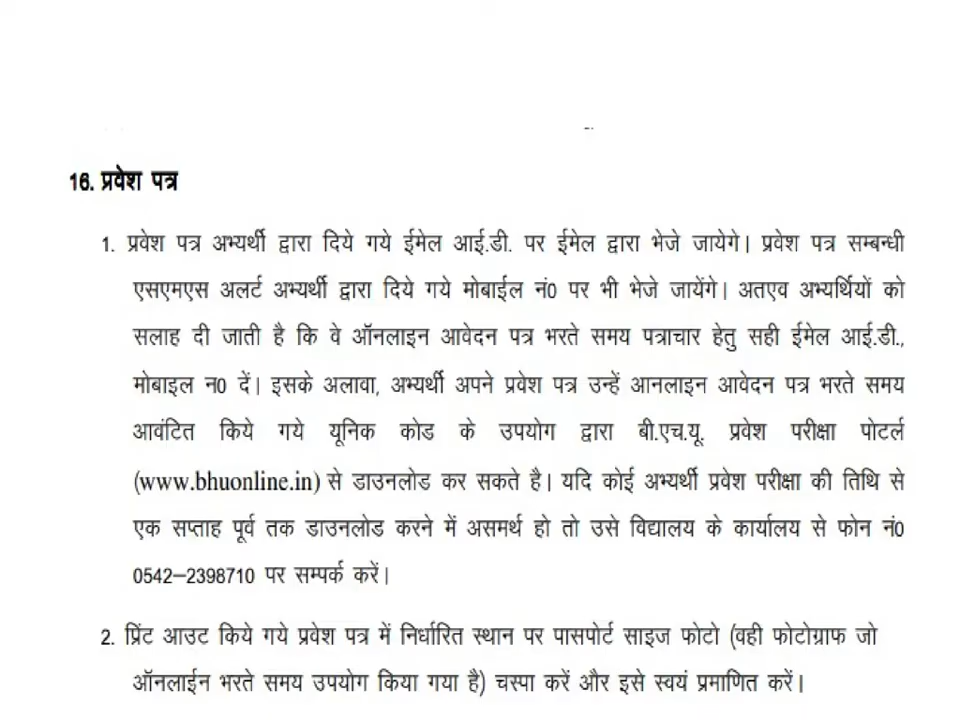 16. प्रवेश पत्र
1. प्रवेश पत्र अभ्यर्थी द्वारा दिये गये ईमेल आई.डी. पर ईमेल द्वारा भेजे जायेगे। प्रवेश पत्र सम्बन्धी
एसएमएस अलर्ट अभ्यर्थी द्वारा दिये गये मोबाईल नं0 पर भी भेजे जायेंगे। अतएव अभ्यर्थियों को
सलाह दी जाती है कि वे ऑनलाइन आवेदन पत्र भरते समय पत्राचार हेतु सही ईमेल आई.डी.,
मोबाइल न0 दें। इसके अलावा, अभ्यर्थी अपने प्रवेश पत्र उन्हें आनलाइन आवेदन पत्र भरते समय
आवंटित किये गये यूनिक कोड के उपयोग द्वारा बी.एच.यू. प्रवेश परीक्षा पोटर्ल
(www.bhuonline.in) से डाउनलोड कर सकते है। यदि कोई अभ्यर्थी प्रवेश परीक्षा की तिथि से
एक सप्ताह पूर्व तक डाउनलोड करने में असमर्थ हो तो उसे विद्यालय के कार्यालय से फोन नं0
0542–2398710 पर सम्पर्क करें।
2. प्रिंट आउट किये गये प्रवेश पत्र में निर्धारित स्थान पर पासपोर्ट साइज फोटो (वही फोटोग्राफ जो
ऑनलाईन भरते समय उपयोग किया गया है) चस्पा करें और इसे स्वयं प्रमाणित करें।